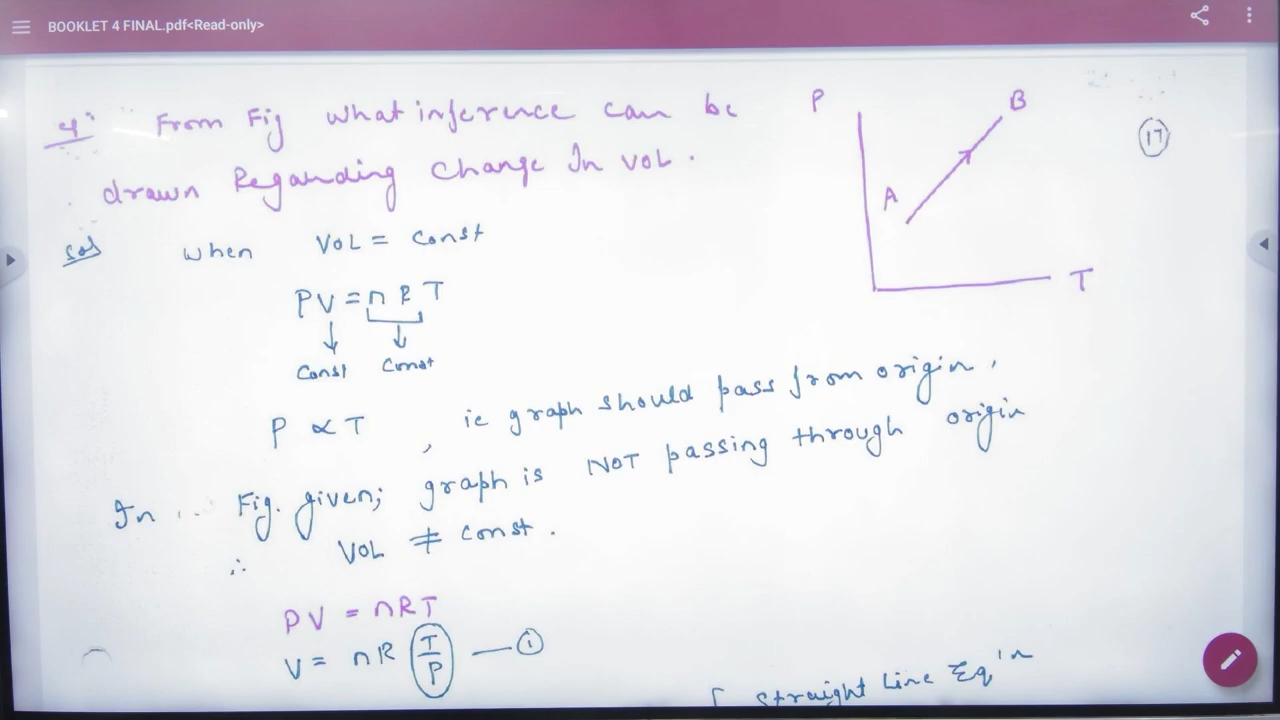 BOOKLET 4 FINAL.pdf<Read-only>
4" From Fig what inference can be
drawn Regarding change In vol.
P B A T
17
Sol when VOL = const
PV = nRT
const const
P ∝ T , ie graph should pass from origin,
In Fig. given; graph is NOT passing through origin
∴ VOL ≠ const.
PV = nRT
V = nR T/P — ①
[ straight Line Eq'n